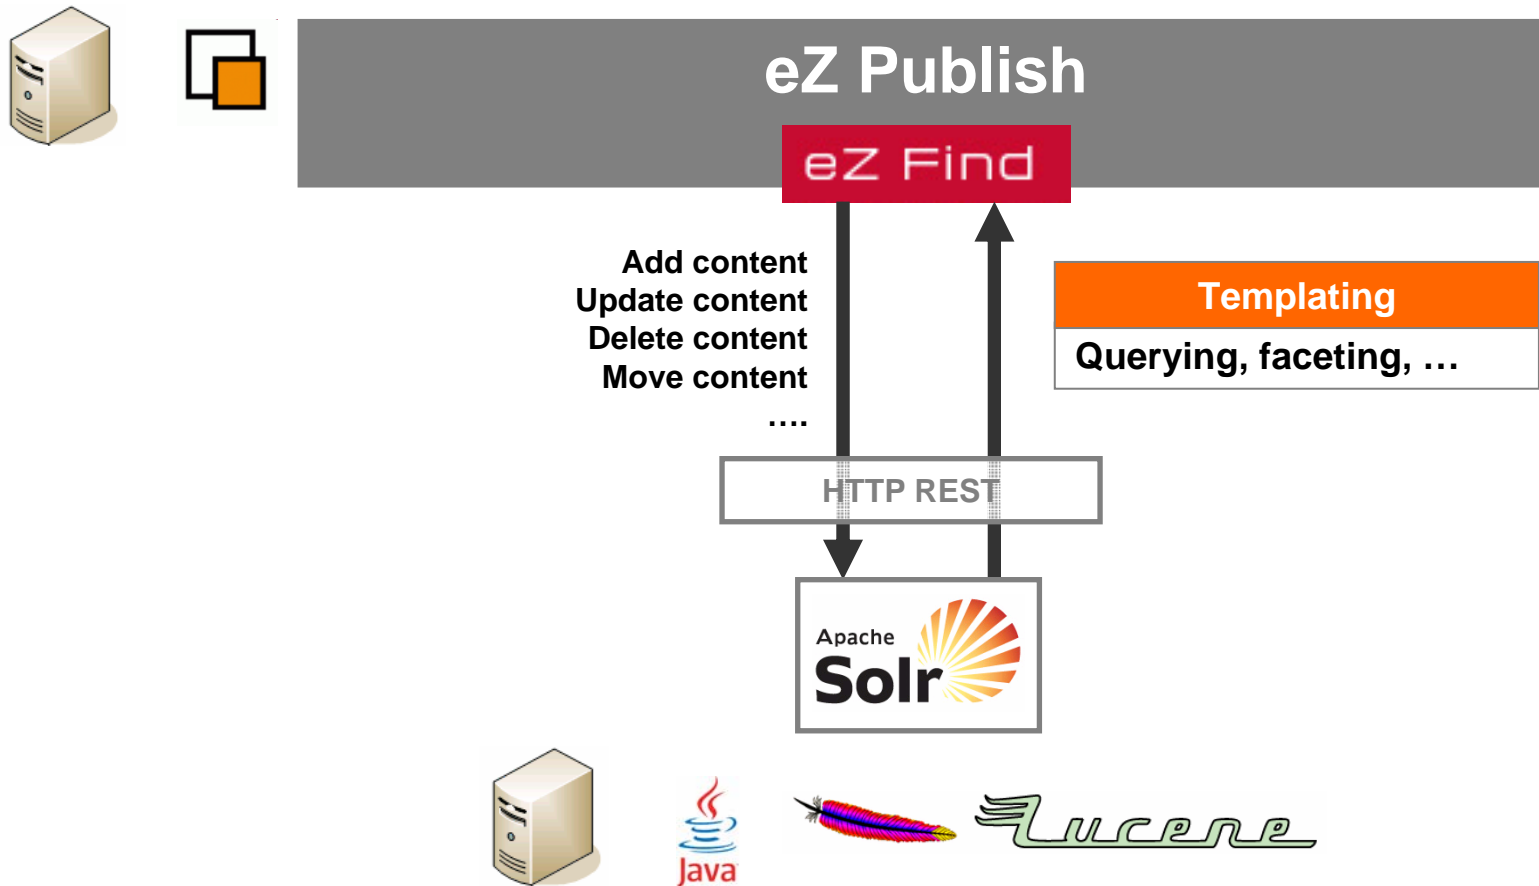 eZ Publish
eZ Find
Add content
Update content
Delete content
Move content
....
Templating
Querying, faceting, …
HTTP REST
Apache
Solr
Java
Lucene